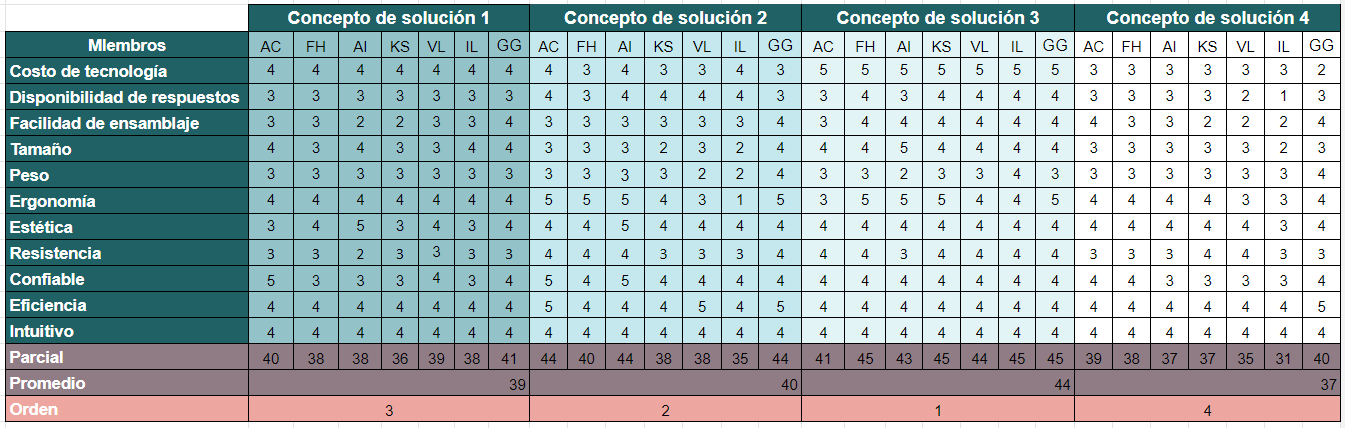 Concepto de solución 1 Concepto de solución 2 Concepto de solución 3 Concepto de solución 4
MIembros AC FH AI KS VL IL GG AC FH AI KS VL IL GG AC FH AI KS VL IL GG AC FH AI KS VL IL GG
Costo de tecnología 4 4 4 4 4 4 4 4 3 4 3 3 4 3 5 5 5 5 5 5 5 3 3 3 3 3 3 2
Disponibilidad de respuestos 3 3 3 3 3 3 3 4 3 4 4 4 4 3 3 4 3 4 4 4 4 3 3 3 3 2 1 3
Facilidad de ensamblaje 3 3 2 2 3 3 4 3 3 3 3 3 3 4 3 4 4 4 4 4 4 4 3 3 2 2 2 4
Tamaño 4 3 4 3 3 4 4 3 3 3 2 3 2 4 4 4 5 4 4 4 4 3 3 3 3 3 2 3
Peso 3 3 3 3 3 3 3 3 3 3 3 2 2 4 3 3 2 3 3 4 3 3 3 3 3 3 3 4
Ergonomía 4 4 4 4 4 4 4 5 5 5 4 3 1 5 3 5 5 5 4 4 5 4 4 4 4 3 3 4
Estética 3 4 5 3 4 3 4 4 4 5 4 4 4 4 4 4 4 4 4 4 4 4 4 4 4 4 3 4
Resistencia 3 3 2 3 3 3 3 4 4 4 3 3 3 4 4 4 3 4 4 4 4 3 3 3 3 3 3 3
Confiable 5 3 3 3 4 3 4 5 4 5 4 4 4 4 4 4 4 4 4 4 4 4 4 3 3 3 3 4
Eficiencia 4 4 4 4 4 4 4 5 4 4 4 5 4 5 4 4 4 4 4 4 4 4 4 4 4 4 4 5
Intuitivo 4 4 4 4 4 4 4 4 4 4 4 4 4 4 4 4 4 4 4 4 4 4 4 4 4 4 4 4
Parcial 40 38 38 36 39 38 41 44 40 44 38 38 35 44 41 45 43 45 44 45 45 39 38 37 37 35 31 40
Promedio 39 40 44 37
Orden 3 2 1 4